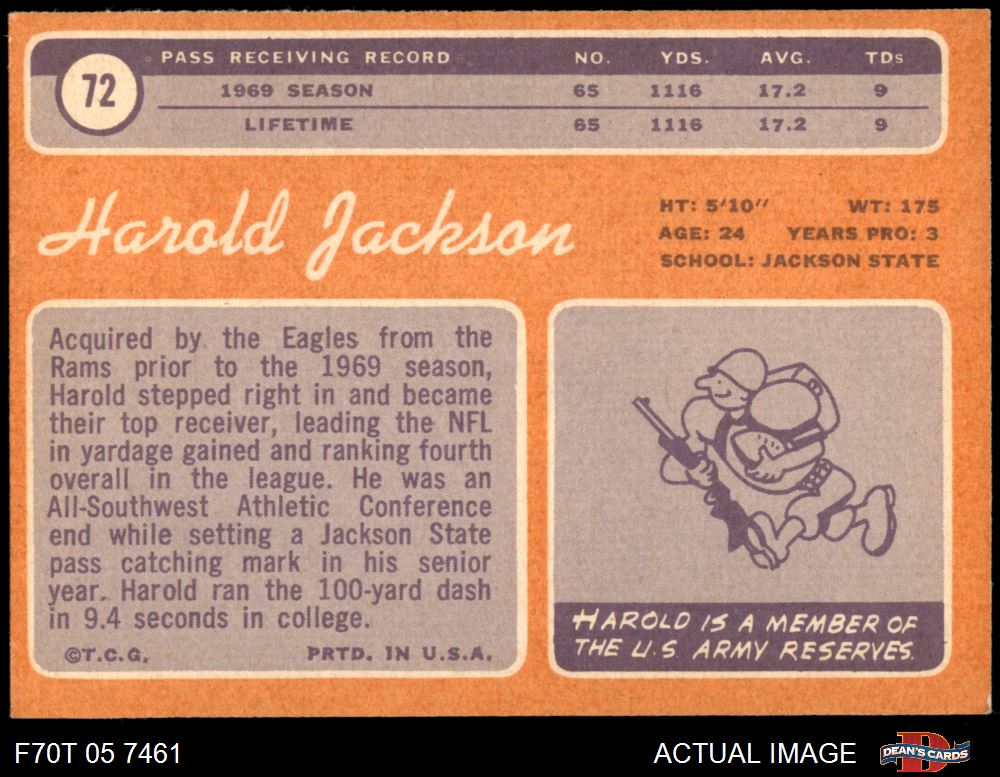 72
PASS RECEIVING RECORD NO. YDS. AVG. TDs
1969 SEASON 65 1116 17.2 9
LIFETIME 65 1116 17.2 9
Harold Jackson
HT: 5'10" WT: 175
AGE: 24 YEARS PRO: 3
SCHOOL: JACKSON STATE
Acquired by the Eagles from the
Rams prior to the 1969 season,
Harold stepped right in and became
their top receiver, leading the NFL
in yardage gained and ranking fourth
overall in the league. He was an
All-Southwest Athletic Conference
end while setting a Jackson State
pass catching mark in his senior
year. Harold ran the 100-yard dash
in 9.4 seconds in college.
©T.C.G. PRTD. IN U.S.A.
HAROLD IS A MEMBER OF
THE U.S ARMY RESERVES.
F70T 05 7461 ACTUAL IMAGE D DEAN'S CARDS